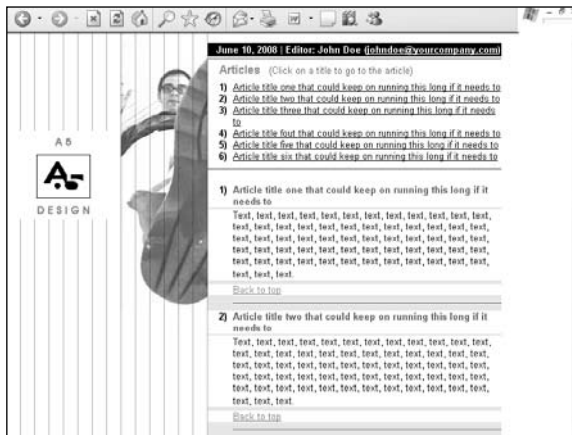 June 10, 2008 | Editor: John Doe (johndoe@yourcompany.com)
Articles (Click on a title to go to the article)
1) Article title one that could keep on running this long if it needs to
2) Article title two that could keep on running this long if it needs to
3) Article title three that could keep on running this long if it needs
to
4) Article title fout that could keep on running this long if it needs to
5) Article title five that could keep on running this long if it needs to
6) Article title six that could keep on running this long if it needs to
A5
DESIGN
1) Article title one that could keep on running this long if it
needs to
Text, text, text, text, text, text, text, text, text, text, text, text,
text, text, text, text, text, text, text, text, text, text, text, text,
text, text, text, text, text, text, text, text, text, text, text, text,
text, text, text, text, text, text, text, text, text, text, text, text,
text, text, text, text, text, text, text, text, text, text, text, text,
text, text, text.
Back to top
2) Article title two that could keep on running this long if it
needs to
Text, text, text, text, text, text, text, text, text, text, text, text,
text, text, text, text, text, text, text, text, text, text, text, text,
text, text, text, text, text, text, text, text, text, text, text, text,
text, text, text, text, text, text, text, text, text, text, text, text,
text, text, text, text, text, text, text, text, text, text, text, text,
text, text, text.
Back to top